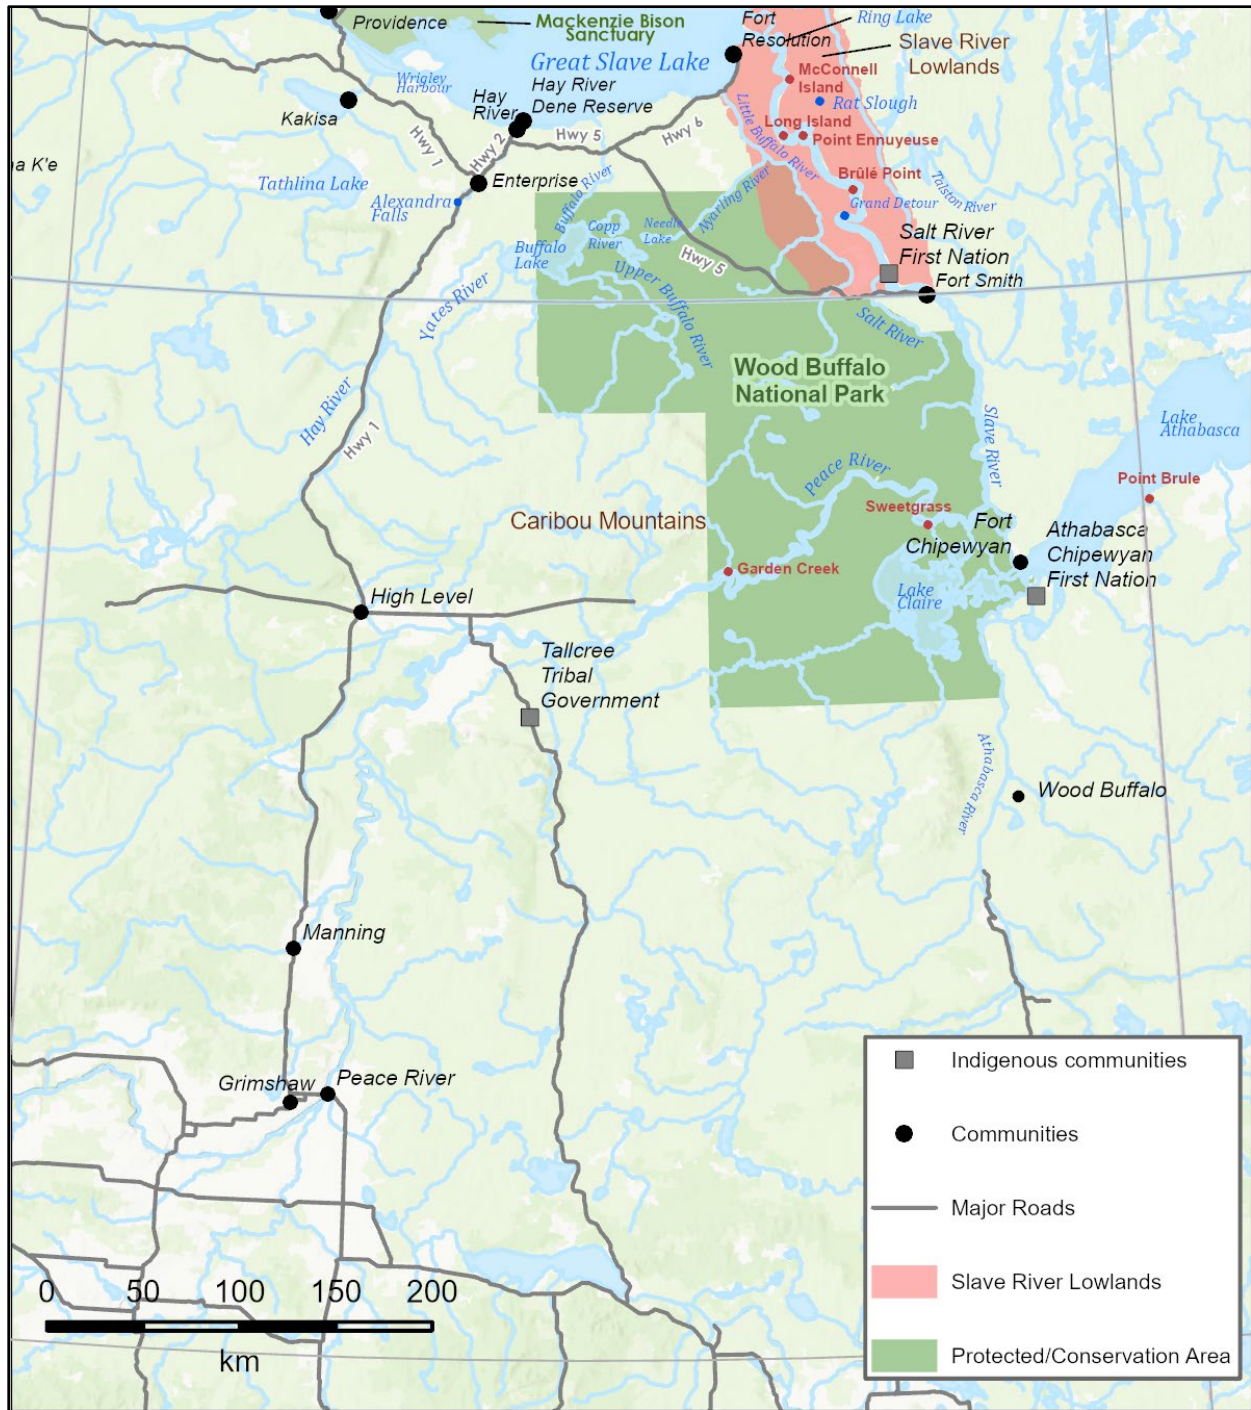 Providence
Mackenzie Bison
Sanctuary
Fort
Resolution
Ring Lake
Slave River
Lowlands
Great Slave Lake
McConnell
Island
Wrigley
Harbour
Hay River
Dene Reserve
Hay
River
Kakisa
Rat Slough
Little Buffalo River
Long Island
Point Ennuyeuse
Hwy 1
Hwy 2
Hwy 5
Hwy 6
na K'e
Tathlina Lake
Enterprise
Alexandra
Falls
Buffalo River
Brûlé Point
Talston River
Nyarling River
Grand Detour
Copp
River
Needle
Lake
Buffalo
Lake
Salt River
First Nation
Hwy 5
Fort Smith
Yates River
Upper Buffalo River
Salt River
Wood Buffalo
National Park
Hay River
Hwy 1
Slave River
Lake
Athabasca
Peace River
Point Brule
Sweetgrass
Caribou Mountains
Fort
Chipewyan
Athabasca
Chipewyan
First Nation
Garden Creek
Lake
Claire
High Level
Tallcree
Tribal
Government
Athabasca River
Wood Buffalo
Manning
Grimshaw
Peace River
Indigenous communities
Communities
Major Roads
Slave River Lowlands
Protected/Conservation Area
0 50 100 150 200
km